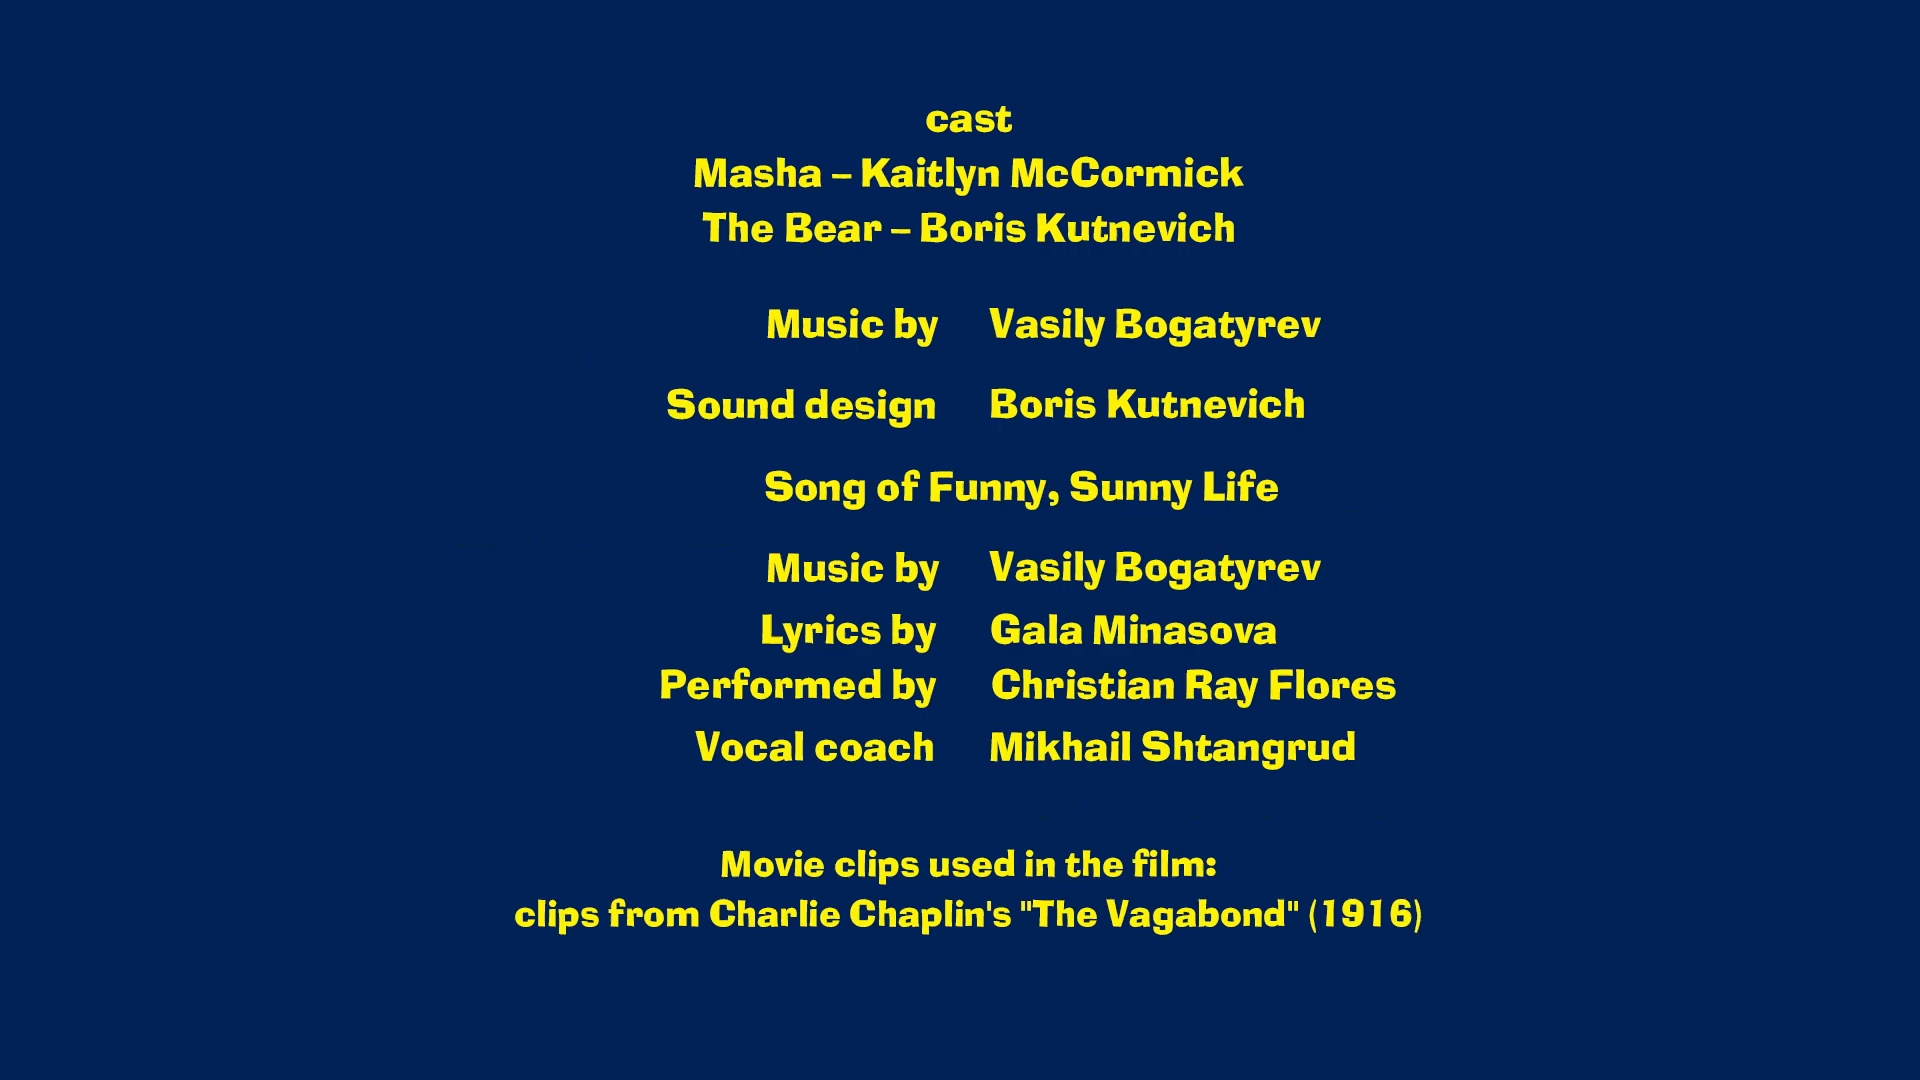 cast
Masha – Kaitlyn McCormick
The Bear – Boris Kutnevich
Music by Vasily Bogatyrev
Sound design Boris Kutnevich
Song of Funny, Sunny Life
Music by Vasily Bogatyrev
Lyrics by Gala Minasova
Performed by Christian Ray Flores
Vocal coach Mikhail Shtangrud
Movie clips used in the film:
clips from Charlie Chaplin's "The Vagabond" (1916)